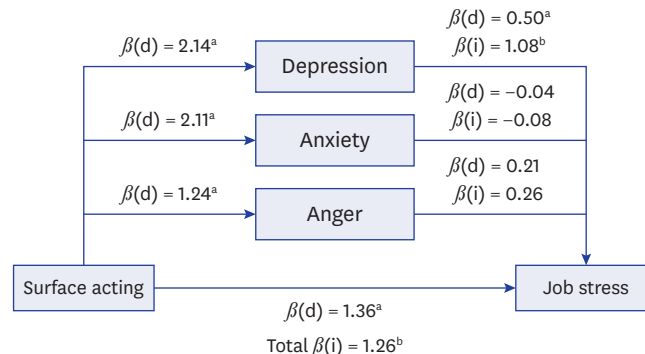 β(d) = 0.50ᵃ
β(d) = 2.14ᵃ
Depression
β(i) = 1.08ᵇ
β(d) = −0.04
β(d) = 2.11ᵃ
Anxiety
β(i) = −0.08
β(d) = 0.21
β(d) = 1.24ᵃ
Anger
β(i) = 0.26
Surface acting
Job stress
β(d) = 1.36ᵃ
Total β(i) = 1.26ᵇ